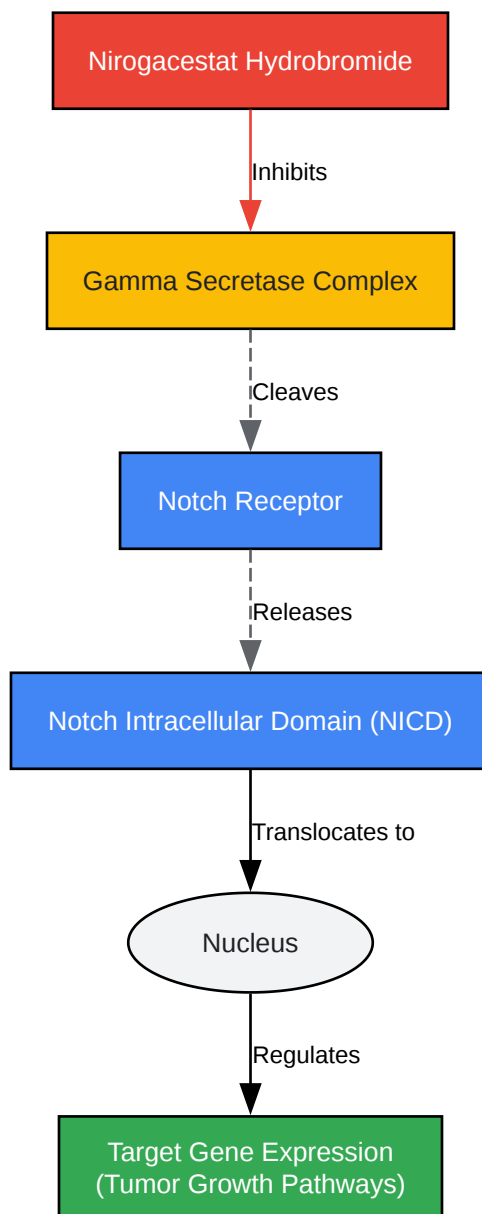 Nirogacestat Hydrobromide
Inhibits
Gamma Secretase Complex
Cleaves
Notch Receptor
Releases
Notch Intracellular Domain (NICD)
Translocates to
Nucleus
Regulates
Target Gene Expression
(Tumor Growth Pathways)